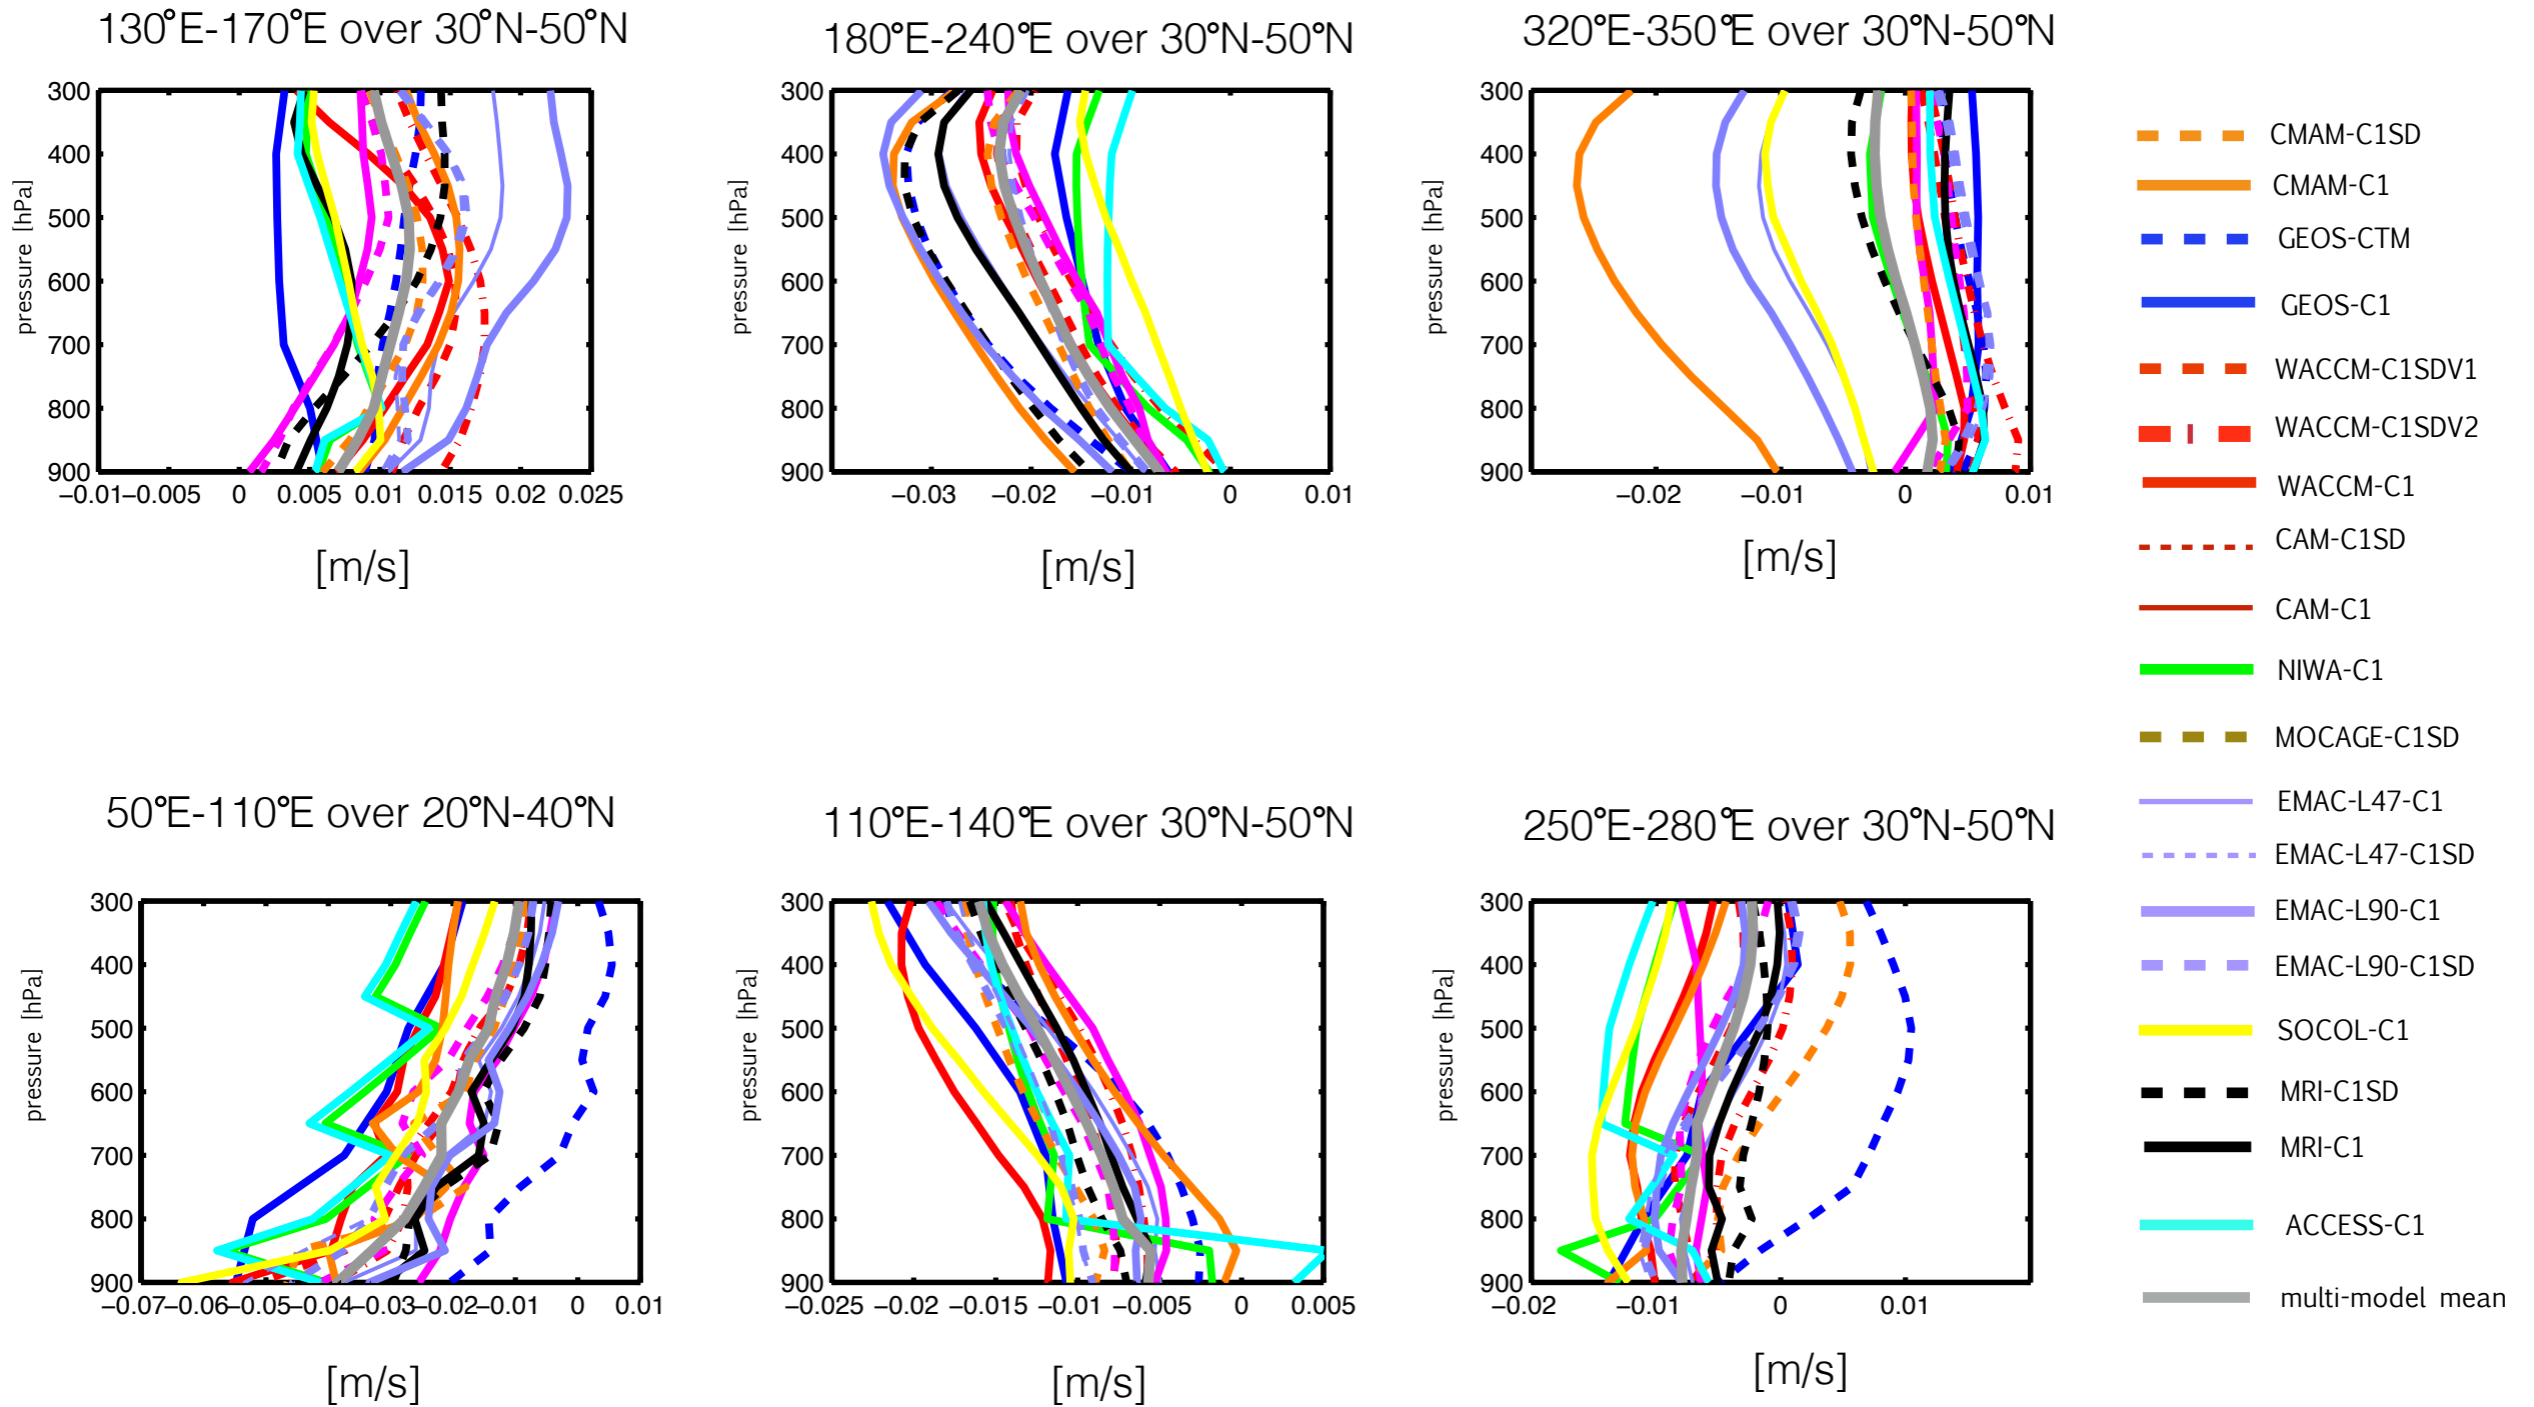 130°E-170°E over 30°N-50°N
180°E-240°E over 30°N-50°N
320°E-350°E over 30°N-50°N
pressure [hPa]
300
400
500
600
700
800
900
−0.01 −0.005 0 0.005 0.01 0.015 0.02 0.025
[m/s]
pressure [hPa]
300
400
500
600
700
800
900
−0.03 −0.02 −0.01 0 0.01
[m/s]
pressure [hPa]
300
400
500
600
700
800
900
−0.02 −0.01 0 0.01
[m/s]
50°E-110°E over 20°N-40°N
110°E-140°E over 30°N-50°N
250°E-280°E over 30°N-50°N
pressure [hPa]
300
400
500
600
700
800
900
−0.07 −0.06 −0.05 −0.04 −0.03 −0.02 −0.01 0 0.01
[m/s]
pressure [hPa]
300
400
500
600
700
800
900
−0.025 −0.02 −0.015 −0.01 −0.005 0 0.005
[m/s]
pressure [hPa]
300
400
500
600
700
800
900
−0.02 −0.01 0 0.01
[m/s]
CMAM-C1SD
CMAM-C1
GEOS-CTM
GEOS-C1
WACCM-C1SDV1
WACCM-C1SDV2
WACCM-C1
CAM-C1SD
CAM-C1
NIWA-C1
MOCAGE-C1SD
EMAC-L47-C1
EMAC-L47-C1SD
EMAC-L90-C1
EMAC-L90-C1SD
SOCOL-C1
MRI-C1SD
MRI-C1
ACCESS-C1
multi-model mean